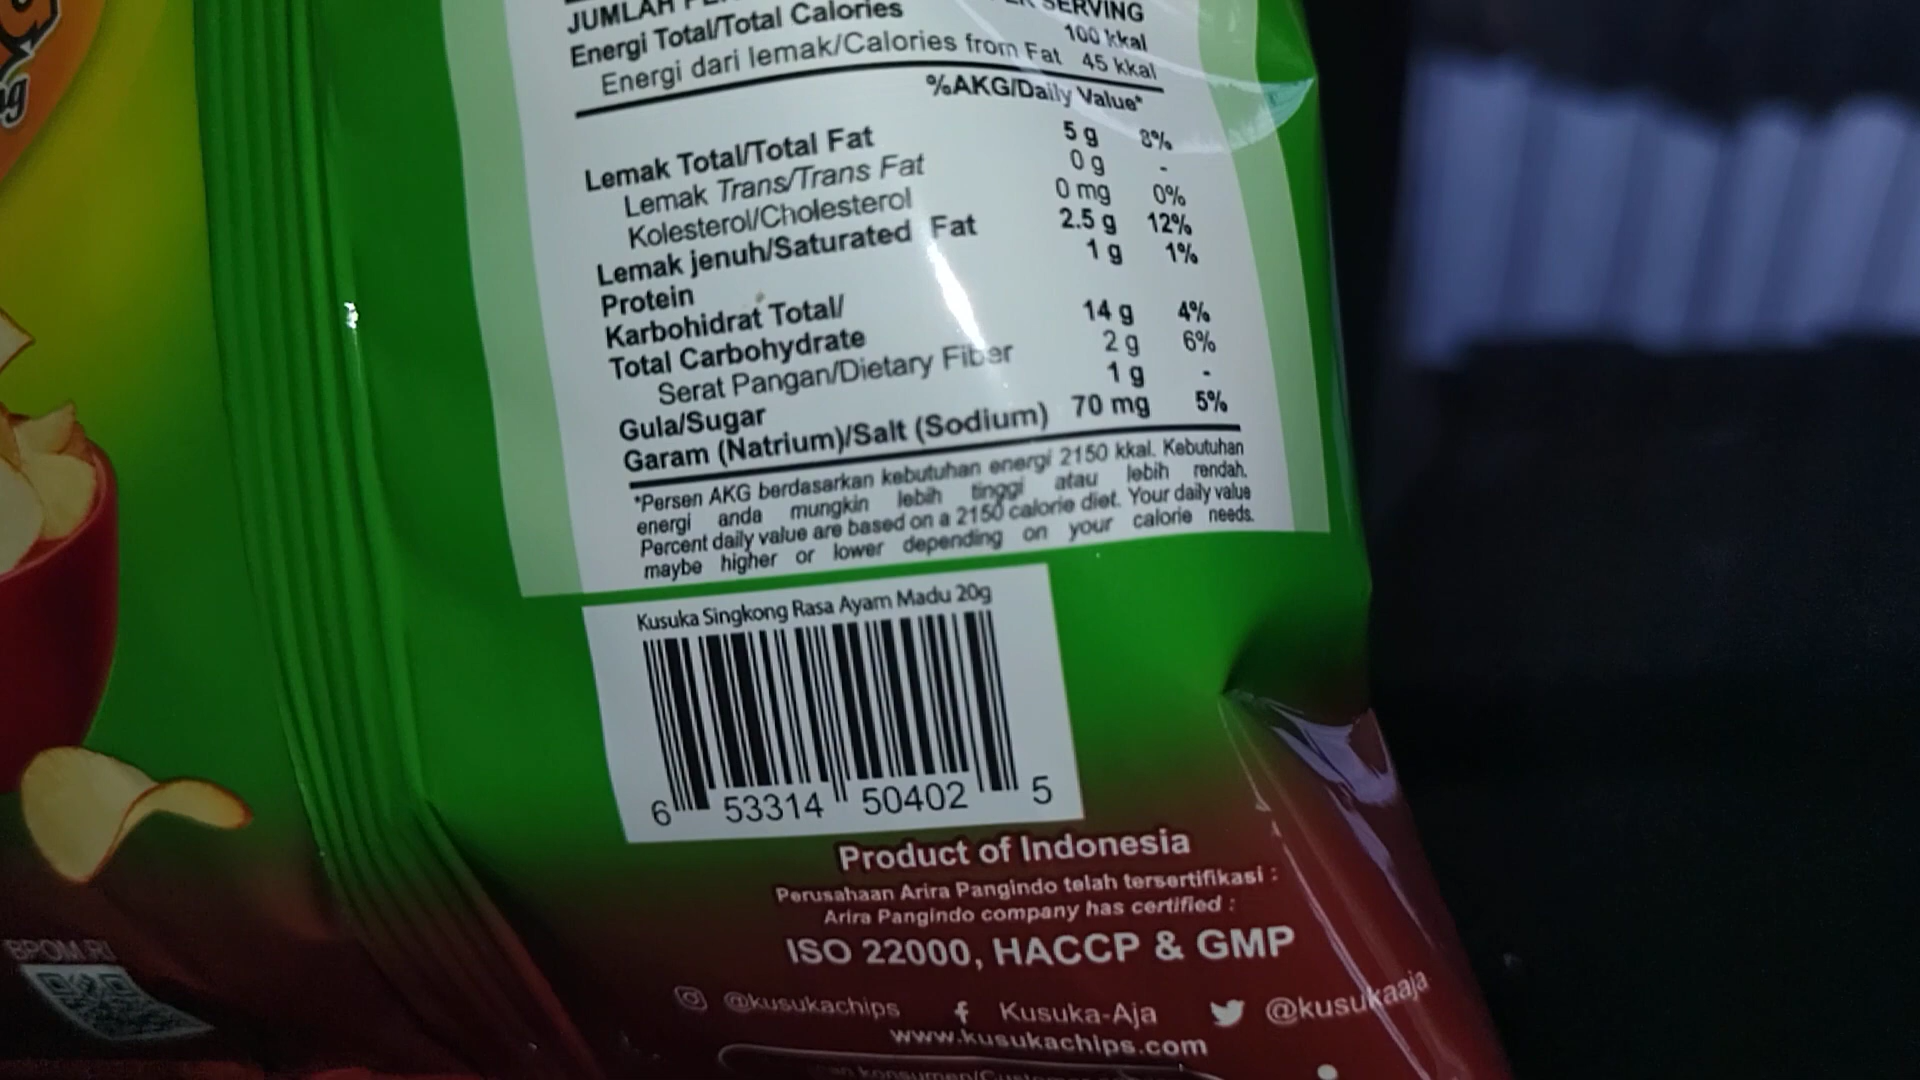 JUMLAH
SERVING
Energi Total/Total Calories 100 kkal
Energi dari lemak/Calories from Fat 45 kkal
%AKG/Daily Value*
Lemak Total/Total Fat 5 g 8%
Lemak Trans/Trans Fat 0 g -
Kolesterol/Cholesterol 0 mg 0%
Lemak jenuh/Saturated Fat 2.5 g 12%
Protein 1 g 1%
Karbohidrat Total/
Total Carbohydrate 14 g 4%
Serat Pangan/Dietary Fiber 2 g 6%
Gula/Sugar 1 g -
Garam (Natrium)/Salt (Sodium) 70 mg 5%
*Persen AKG berdasarkan kebutuhan energi 2150 kkal. Kebutuhan
energi anda mungkin lebih tinggi atau lebih rendah.
Percent daily value are based on a 2150 calorie diet. Your daily value
maybe higher or lower depending on your calorie needs.
Kusuka Singkong Rasa Ayam Madu 20g
6 53314 50402 5
Product of Indonesia
Perusahaan Arira Pangindo telah tersertifikasi :
Arira Pangindo company has certified :
ISO 22000, HACCP & GMP
@kusukachips Kusuka-Aja @kusukaaja
www.kusukachips.com
BPOM RI